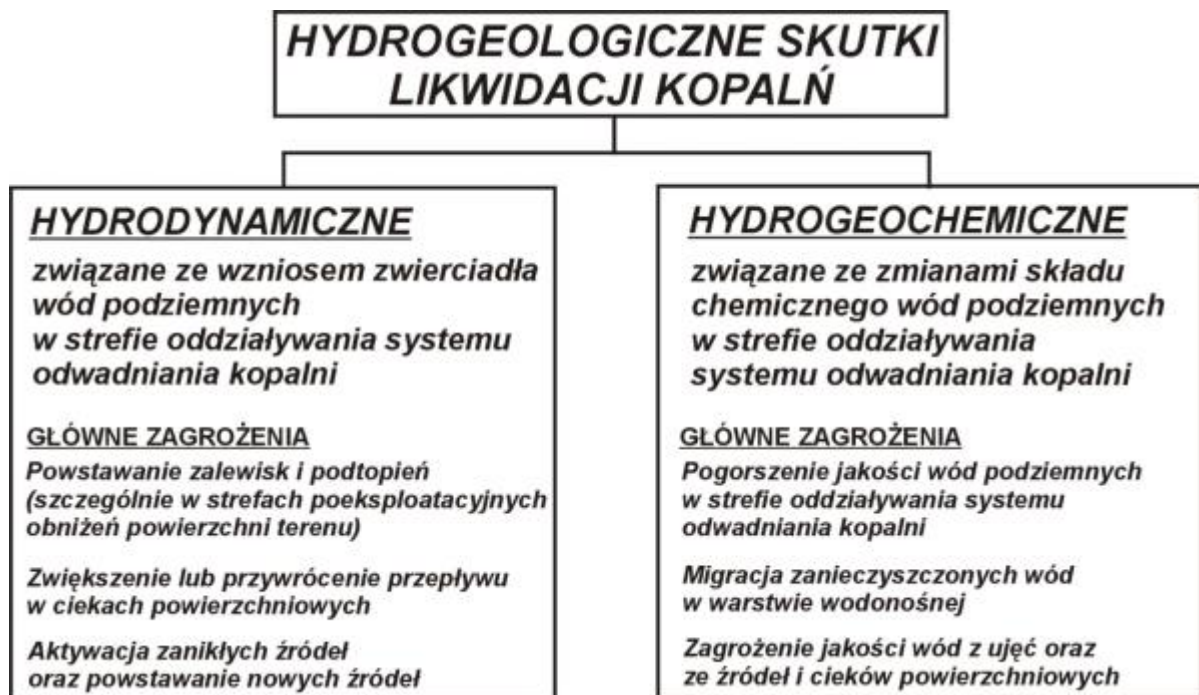 HYDROGEOLOGICZNE SKUTKI
LIKWIDACJI KOPALŃ
HYDRODYNAMICZNE
związane ze wzniosem zwierciadła
wód podziemnych
w strefie oddziaływania systemu
odwadniania kopalni
GŁÓWNE ZAGROŻENIA
Powstawanie zalewisk i podtopień
(szczególnie w strefach poeksploatacyjnych
obniżeń powierzchni terenu)
Zwiększenie lub przywrócenie przepływu
w ciekach powierzchniowych
Aktywacja zanikłych źródeł
oraz powstawanie nowych źródeł
HYDROGEOCHEMICZNE
związane ze zmianami składu
chemicznego wód podziemnych
w strefie oddziaływania
systemu odwadniania kopalni
GŁÓWNE ZAGROŻENIA
Pogorszenie jakości wód podziemnych
w strefie oddziaływania systemu
odwadniania kopalni
Migracja zanieczyszczonych wód
w warstwie wodonośnej
Zagrożenie jakości wód z ujęć oraz
ze źródeł i cieków powierzchniowych